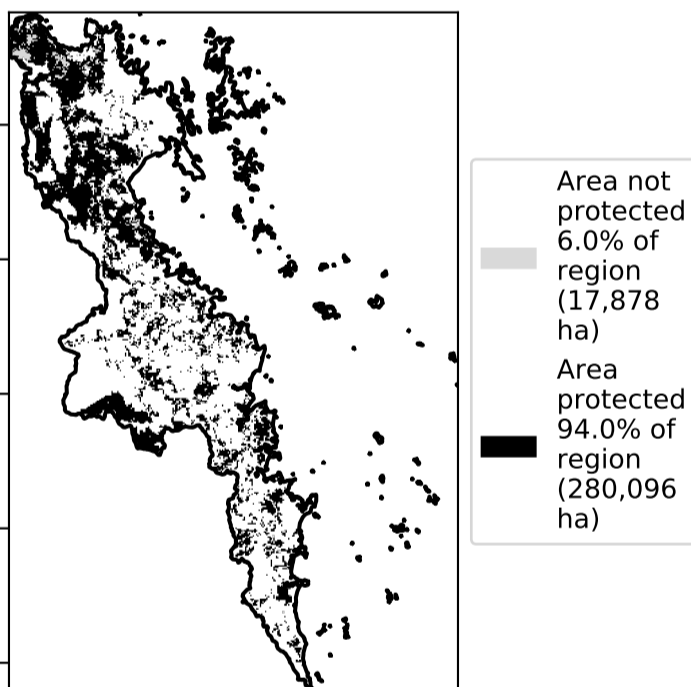 Area not
protected
6.0% of
region
(17,878
ha)
Area
protected
94.0% of
region
(280,096
ha)